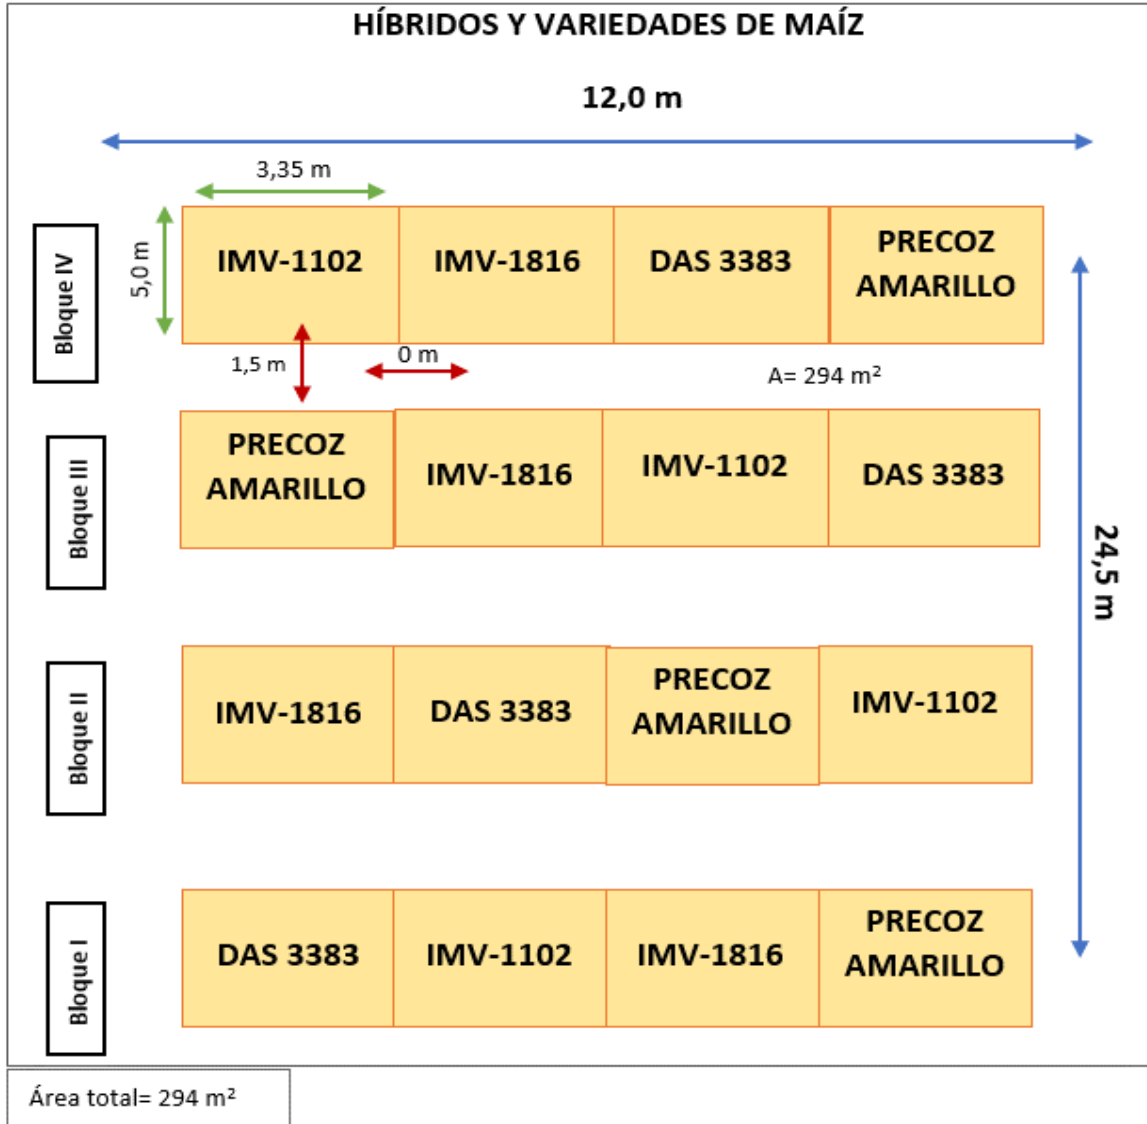 HÍBRIDOS Y VARIEDADES DE MAÍZ
12,0 m
3,35 m
5,0 m
Bloque IV
IMV-1102
IMV-1816
DAS 3383
PRECOZ
AMARILLO
1,5 m
0 m
A= 294 m²
Bloque III
PRECOZ
AMARILLO
IMV-1816
IMV-1102
DAS 3383
24,5 m
Bloque II
IMV-1816
DAS 3383
PRECOZ
AMARILLO
IMV-1102
Bloque I
DAS 3383
IMV-1102
IMV-1816
PRECOZ
AMARILLO
Área total= 294 m²